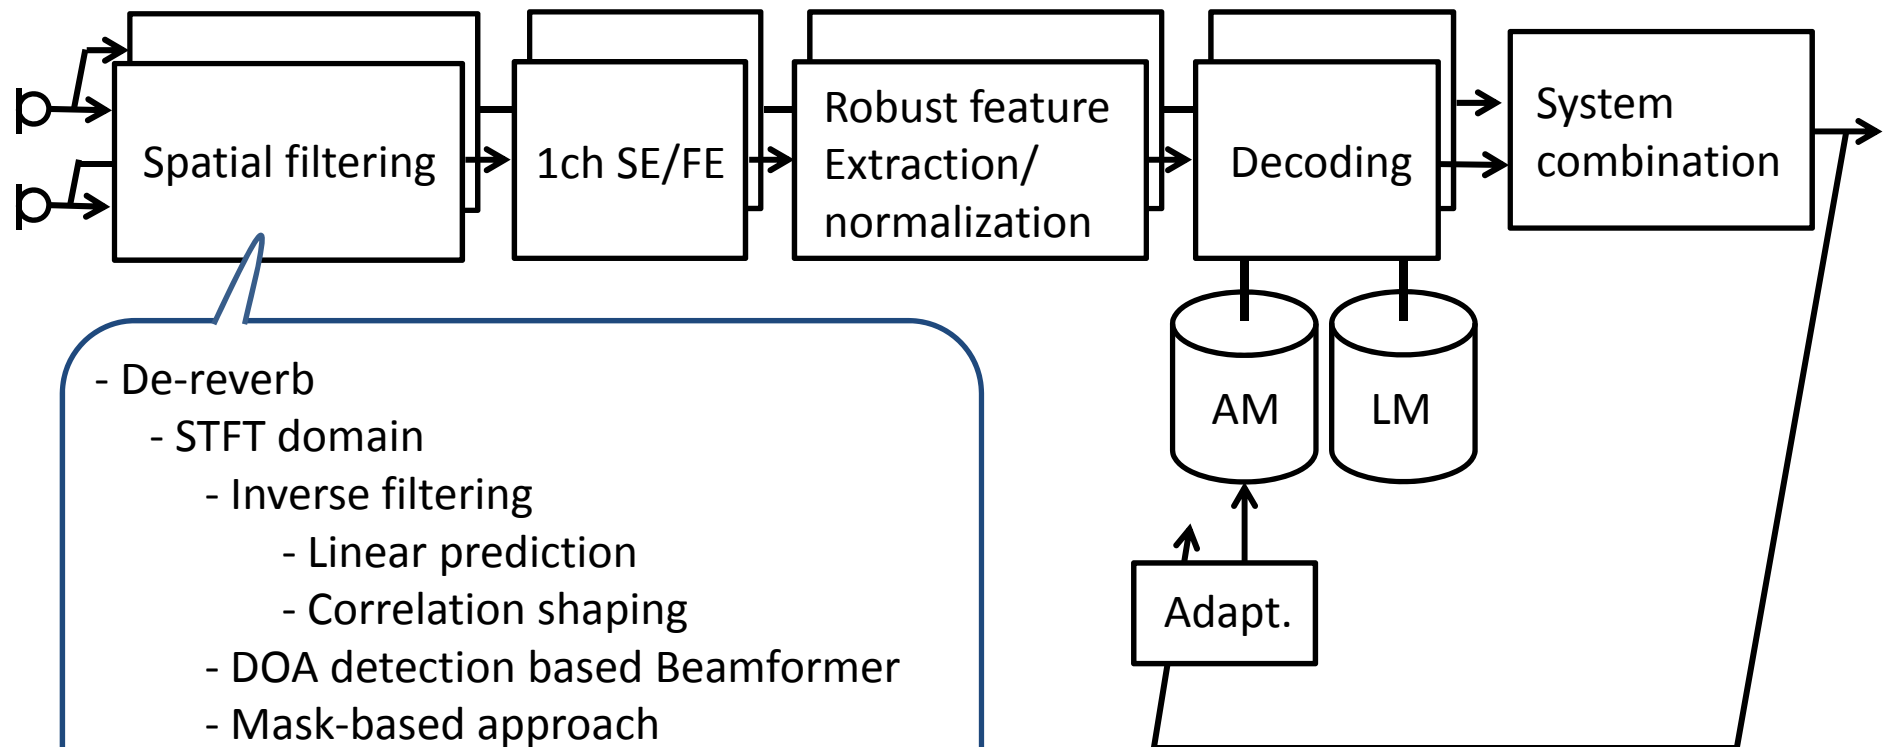 Spatial filtering
1ch SE/FE
Robust feature
Extraction/
normalization
Decoding
System
combination
AM
LM
Adapt.
- De-reverb
- STFT domain
- Inverse filtering
- Linear prediction
- Correlation shaping
- DOA detection based Beamformer
- Mask-based approach